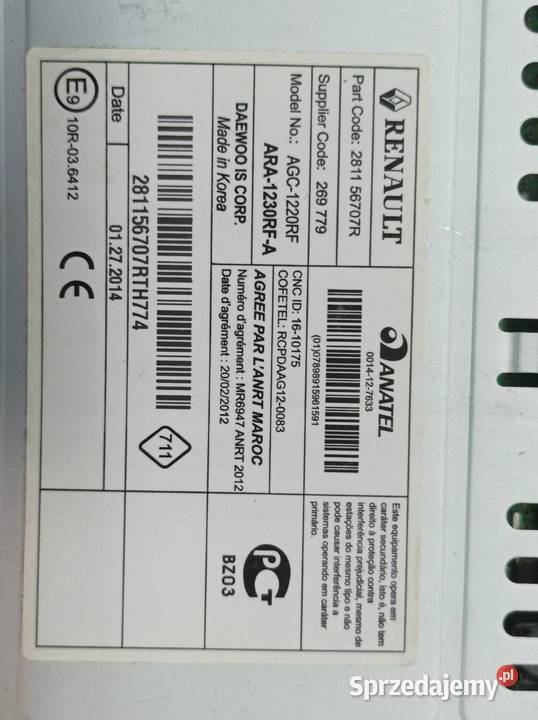 RENAULT
Part Code: 2811 56707R
Supplier Code: 269 779
Model No.: AGC-1220RF
ARA-1230RF-A
DAEWOO IS CORP.
Made in Korea
281156707RTH774
Date
01.27.2014
E9
10R-03.6412
CE
ANATEL
0014-12-7633
(01)07898915961591
CNC ID: 16-10175
COFETEL: RCPDAAG12-0083
AGREE PAR L'ANRT MAROC
Numéro d'agrément : MR6947 ANRT 2012
Date d'agrément : 20/02/2012
711
Este equipamento opera em
caráter secundário, isto é, não tem
direito à proteção contra
interferência prejudicial, mesmo de
estações do mesmo tipo e não
pode causar interferência a
sistemas operando em caráter
primário.
PCT
BZ03
Sprzedajemy.pl